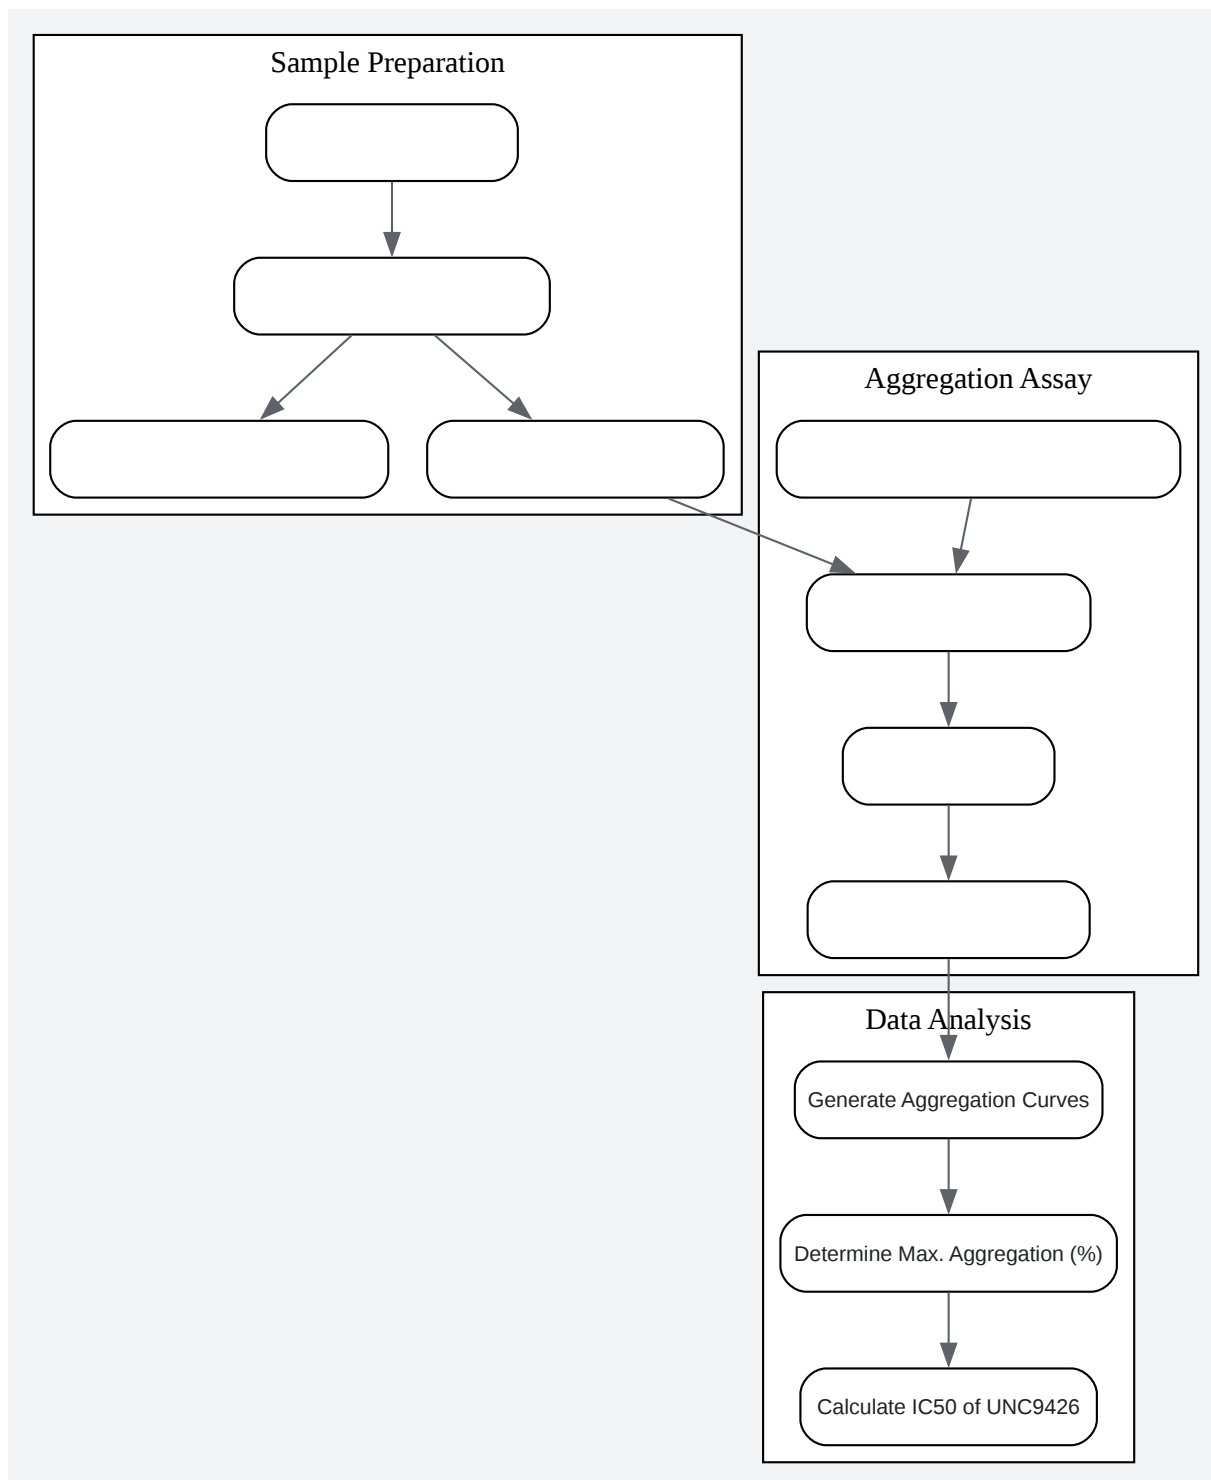 Sample Preparation
Aggregation Assay
Data Analysis
Generate Aggregation Curves
Determine Max. Aggregation (%)
Calculate IC50 of UNC9426